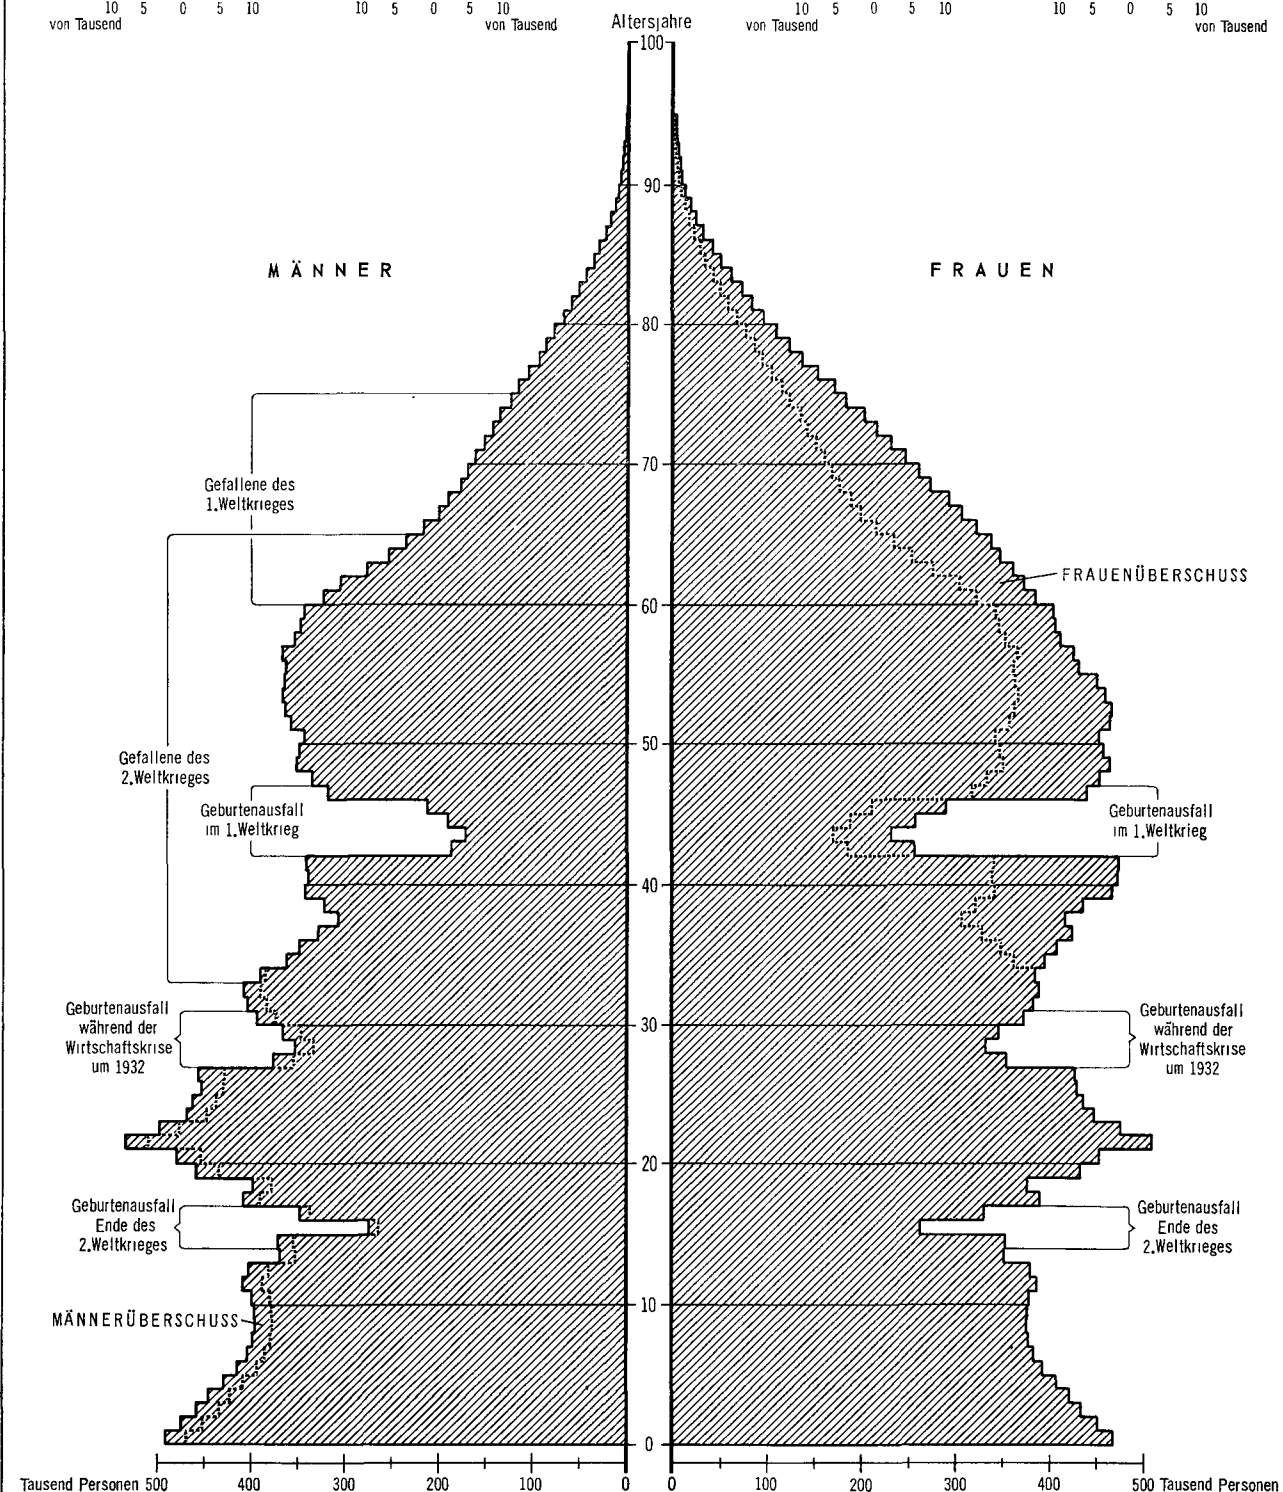 10 5 0 5 10 10 5 0 5 10 10 5 0 5 10 10 5 0 5 10
von Tausend von Tausend Altersjahre von Tausend von Tausend
100
90
MÄNNER FRAUEN
80
70
Gefallene des
1.Weltkrieges
FRAUENÜBERSCHUSS
60
50
Gefallene des
2.Weltkrieges
Geburtenausfall
im 1.Weltkrieg
Geburtenausfall
im 1.Weltkrieg
40
30
Geburtenausfall
während der
Wirtschaftskrise
um 1932
Geburtenausfall
während der
Wirtschaftskrise
um 1932
20
Geburtenausfall
Ende des
2.Weltkrieges
Geburtenausfall
Ende des
2.Weltkrieges
10
MÄNNERÜBERSCHUSS
0
Tausend Personen 500 400 300 200 100 0 0 100 200 300 400 500 Tausend Personen